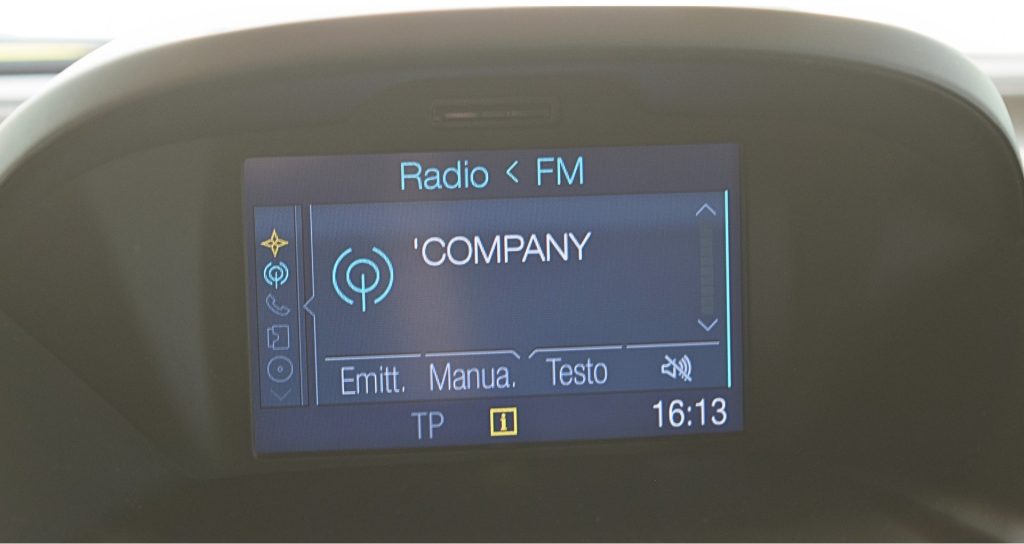 Radio < FM
'COMPANY
Emitt. Manua. Testo
TP i 16:13